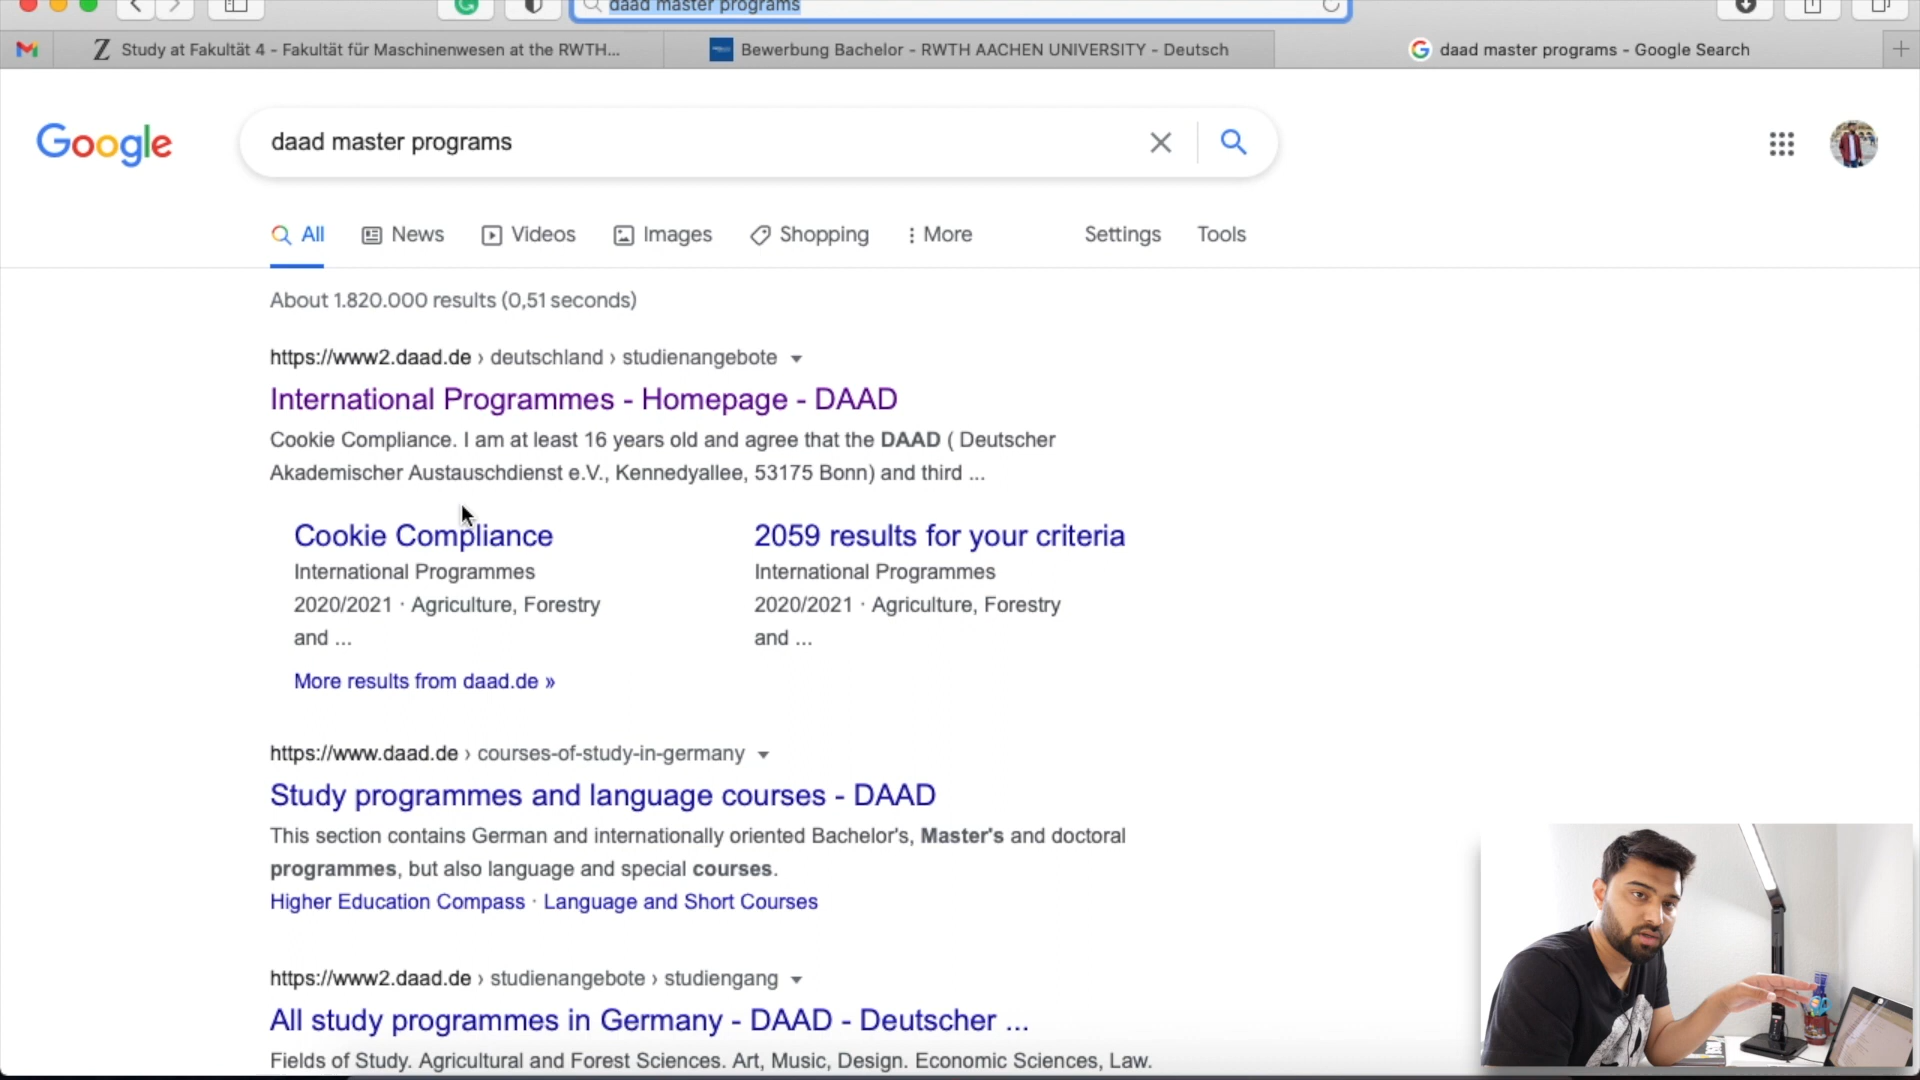 daad master programs
Study at Fakultät 4 - Fakultät für Maschinenwesen at the RWTH...
Bewerbung Bachelor - RWTH AACHEN UNIVERSITY - Deutsch
daad master programs - Google Search
Google
daad master programs
All
News
Videos
Images
Shopping
More
Settings
Tools
About 1.820.000 results (0,51 seconds)
https://www2.daad.de › deutschland › studienangebote
International Programmes - Homepage - DAAD
Cookie Compliance. I am at least 16 years old and agree that the DAAD ( Deutscher
Akademischer Austauschdienst e.V., Kennedyallee, 53175 Bonn) and third ...
Cookie Compliance
International Programmes
2020/2021 · Agriculture, Forestry
and ...
2059 results for your criteria
International Programmes
2020/2021 · Agriculture, Forestry
and ...
More results from daad.de »
https://www.daad.de › courses-of-study-in-germany
Study programmes and language courses - DAAD
This section contains German and internationally oriented Bachelor's, Master's and doctoral
programmes, but also language and special courses.
Higher Education Compass · Language and Short Courses
https://www2.daad.de › studienangebote › studiengang
All study programmes in Germany - DAAD - Deutscher ...
Fields of Study. Agricultural and Forest Sciences. Art, Music, Design. Economic Sciences, Law.